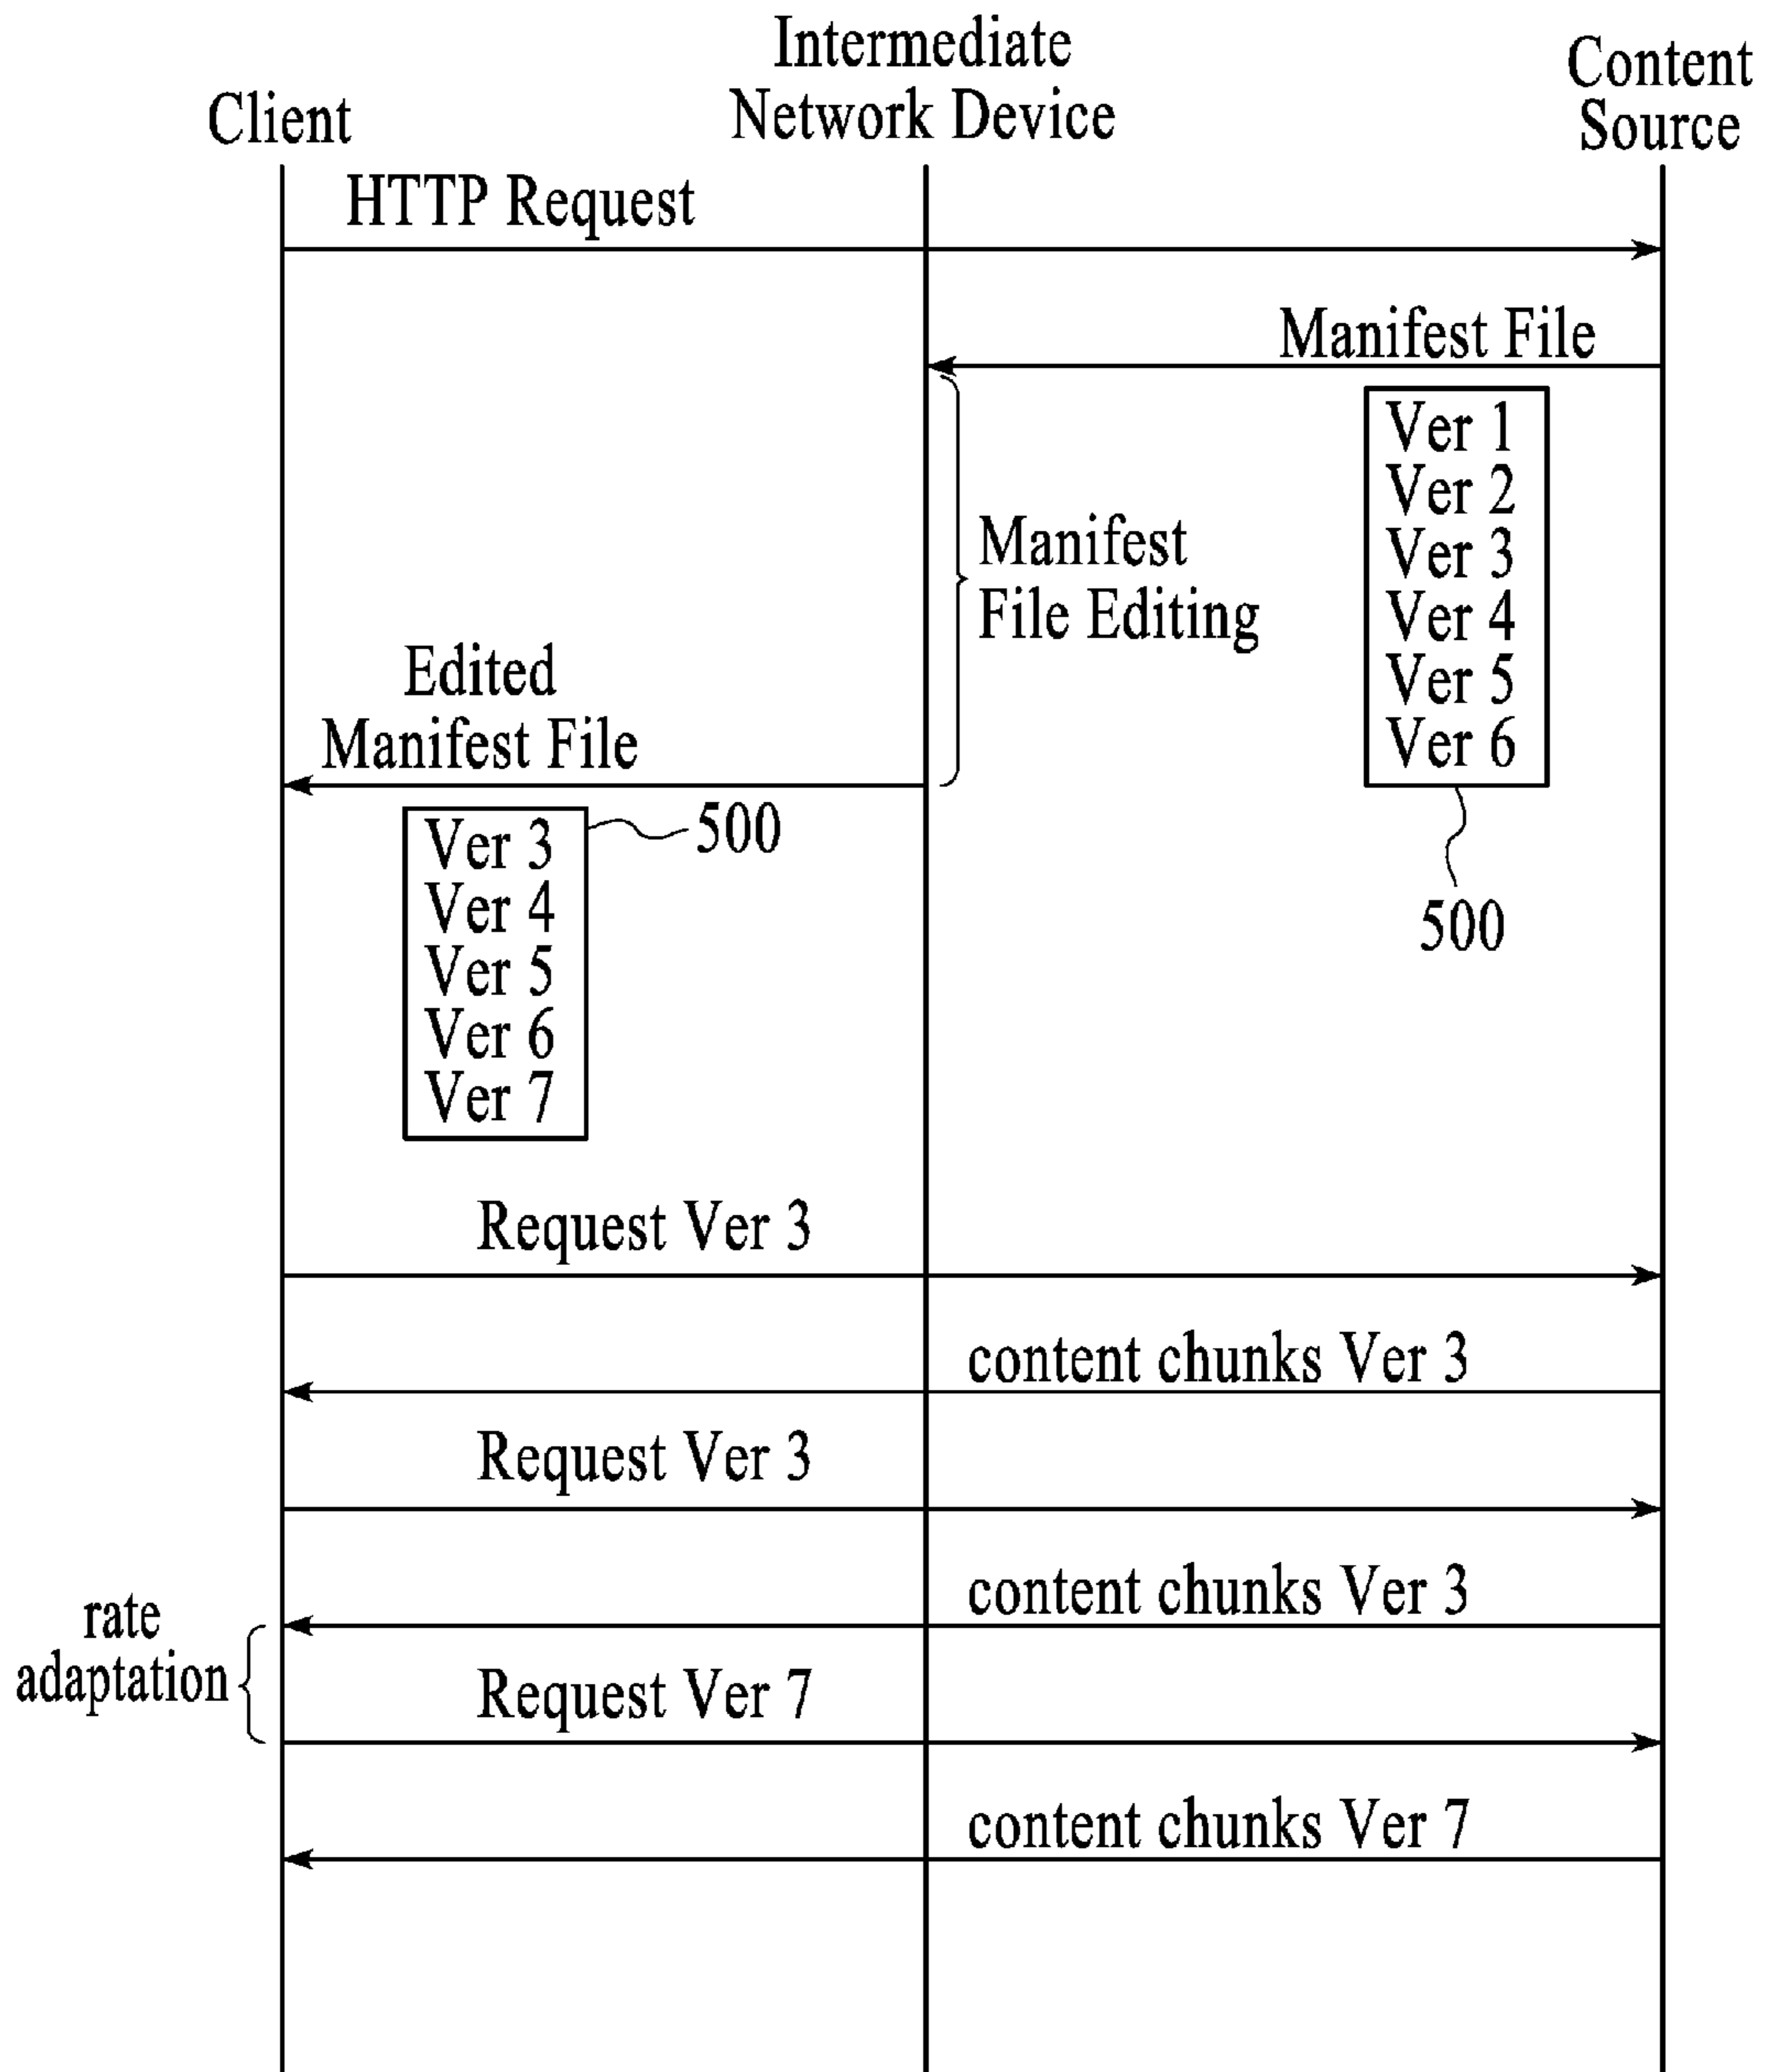 Client
Intermediate
Network Device
Content
Source
HTTP Request
Manifest File
Ver 1
Ver 2
Ver 3
Ver 4
Ver 5
Ver 6
500
Manifest
File Editing
Edited
Manifest File
Ver 3
Ver 4
Ver 5
Ver 6
Ver 7
500
Request Ver 3
content chunks Ver 3
Request Ver 3
content chunks Ver 3
rate
adaptation
Request Ver 7
content chunks Ver 7